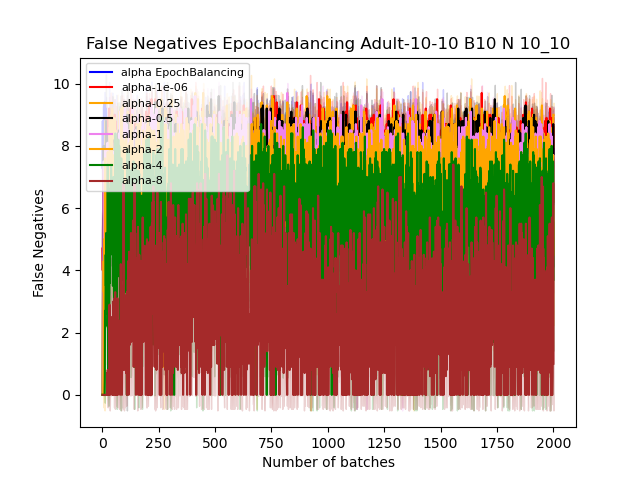 False Negatives EpochBalancing Adult-10-10 B10 N 10_10
alpha EpochBalancing
alpha-1e-06
alpha-0.25
alpha-0.5
alpha-1
alpha-2
alpha-4
alpha-8
10
8
6
4
2
0
False Negatives
0 250 500 750 1000 1250 1500 1750 2000
Number of batches